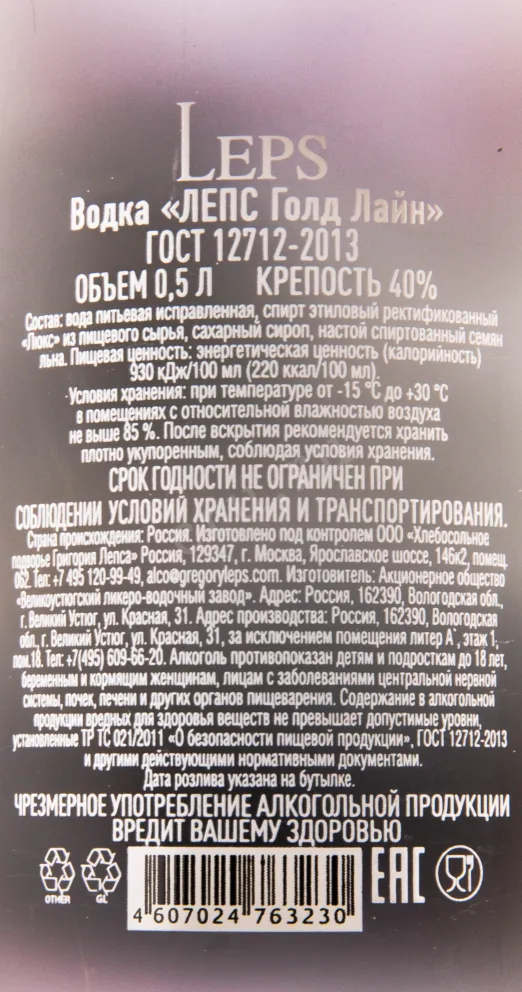 LEPS
Водка «ЛЕПС Голд Лайн»
ГОСТ 12712-2013
ОБЪЕМ 0,5 Л КРЕПОСТЬ 40%
Состав: вода питьевая исправленная, спирт этиловый ректификованный
«Люкс» из пищевого сырья, сахарный сироп, настой спиртованный семян
льна. Пищевая ценность: энергетическая ценность (калорийность)
930 кДж/100 мл (220 ккал/100 мл).
Условия хранения: при температуре от -15 °С до +30 °С
в помещениях с относительной влажностью воздуха
не выше 85 %. После вскрытия рекомендуется хранить
плотно укупоренным, соблюдая условия хранения.
СРОК ГОДНОСТИ НЕ ОГРАНИЧЕН ПРИ
СОБЛЮДЕНИИ УСЛОВИЙ ХРАНЕНИЯ И ТРАНСПОРТИРОВАНИЯ.
Страна происхождения: Россия. Изготовлено под контролем ООО «Хлебосольное
подворье Григория Лепса» Россия, 129347, г. Москва, Ярославское шоссе, 146к2, помещ.
062. Тел: +7 495 120-99-49, alco@gregoryleps.com. Изготовитель: Акционерное общество
«Великоустюгский ликеро-водочный завод». Адрес: Россия, 162390, Вологодская обл.,
г. Великий Устюг, ул. Красная, 31. Адрес производства: Россия, 162390, Вологодская
обл., г. Великий Устюг, ул. Красная, 31, за исключением помещения литер А', этаж 1,
пом.18. Тел: +7(495) 609-66-20. Алкоголь противопоказан детям и подросткам до 18 лет,
беременным и кормящим женщинам, лицам с заболеваниями центральной нервной
системы, почек, печени и других органов пищеварения. Содержание в алкогольной
продукции вредных для здоровья веществ не превышает допустимые уровни,
установленные ТР ТС 021/2011 «О безопасности пищевой продукции», ГОСТ 12712-2013
и другими действующими нормативными документами.
Дата розлива указана на бутылке.
ЧРЕЗМЕРНОЕ УПОТРЕБЛЕНИЕ АЛКОГОЛЬНОЙ ПРОДУКЦИИ
ВРЕДИТ ВАШЕМУ ЗДОРОВЬЮ
OTHER GL
4 607024 763230
EAC